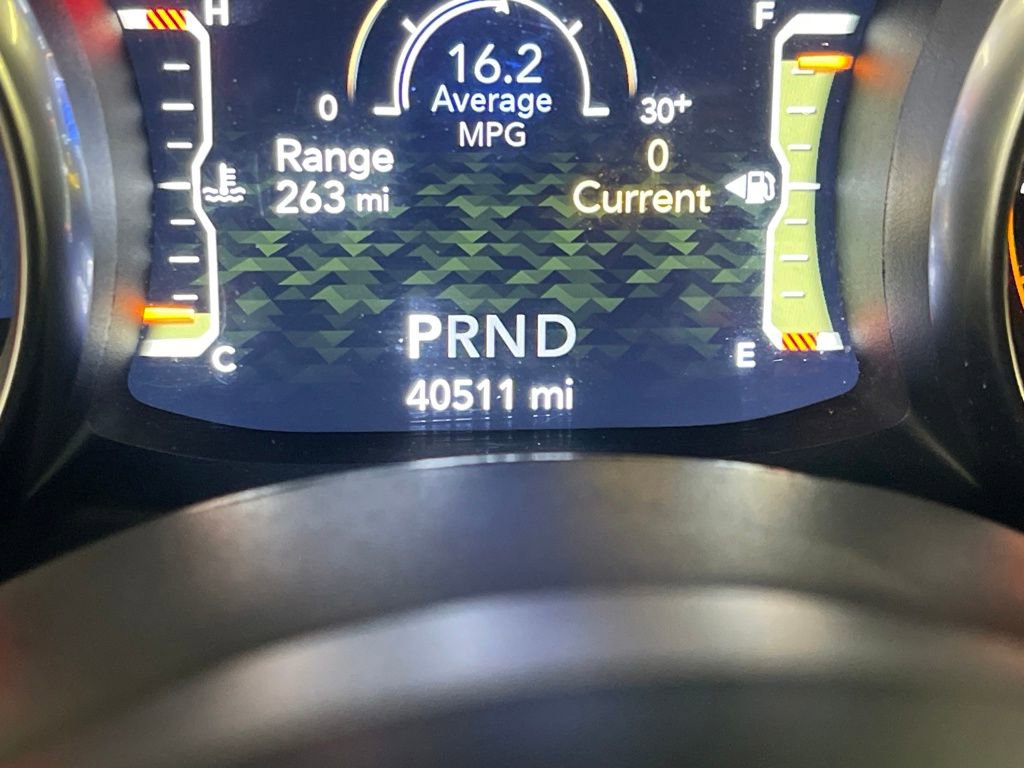 H
F
16.2
Average
MPG
0
30+
Range
263 mi
0
Current
PRND
C
E
40511 mi